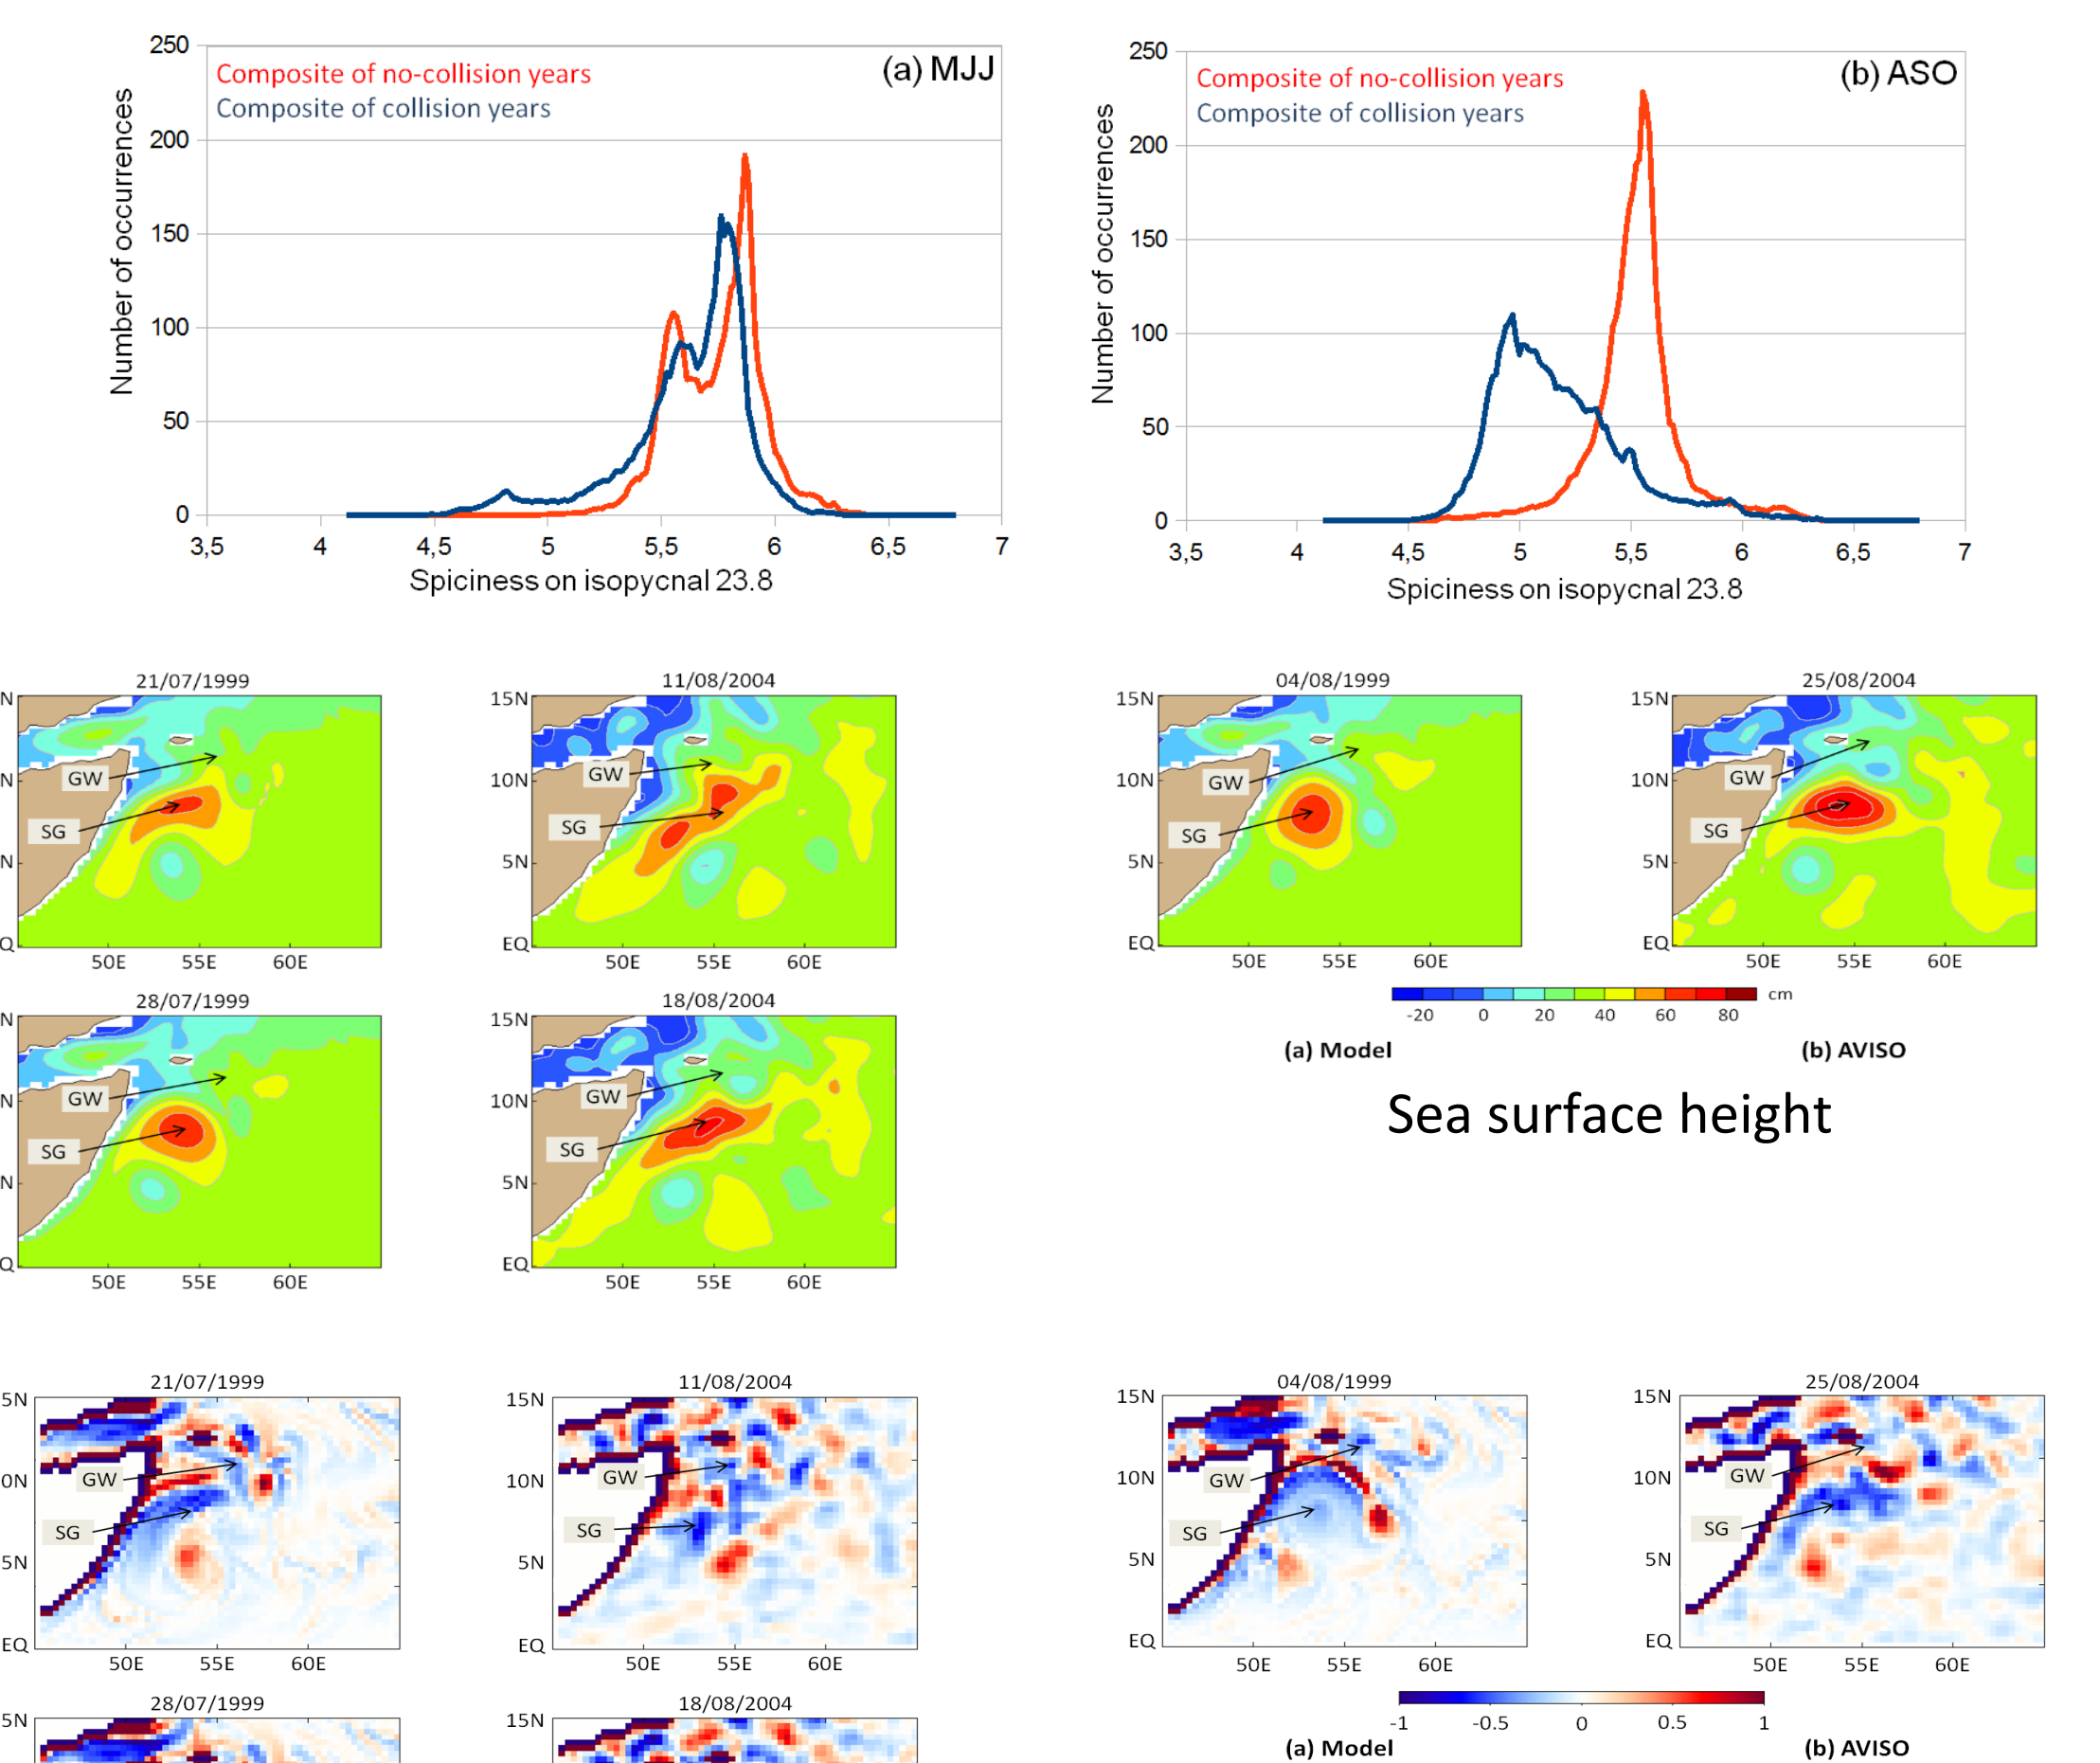 250
200
150
100
50
0
Number of occurrences
Composite of no-collision years
Composite of collision years
(a) MJJ
3,5 4 4,5 5 5,5 6 6,5 7
Spiciness on isopycnal 23.8
250
200
150
100
50
0
Number of occurrences
Composite of no-collision years
Composite of collision years
(b) ASO
3,5 4 4,5 5 5,5 6 6,5 7
Spiciness on isopycnal 23.8
21/07/1999
N
N
N
Q
GW
SG
50E 55E 60E
11/08/2004
15N
10N
5N
EQ
GW
SG
50E 55E 60E
04/08/1999
15N
10N
5N
EQ
GW
SG
50E 55E 60E
25/08/2004
15N
10N
5N
EQ
GW
SG
50E 55E 60E
28/07/1999
N
N
N
Q
GW
SG
50E 55E 60E
18/08/2004
15N
10N
5N
EQ
GW
SG
50E 55E 60E
cm
-20 0 20 40 60 80
(a) Model (b) AVISO
Sea surface height
21/07/1999
5N
0N
5N
EQ
GW
SG
50E 55E 60E
11/08/2004
15N
10N
5N
EQ
GW
SG
50E 55E 60E
04/08/1999
15N
10N
5N
EQ
GW
SG
50E 55E 60E
25/08/2004
15N
10N
5N
EQ
GW
SG
50E 55E 60E
28/07/1999
5N
18/08/2004
15N
-1 -0.5 0 0.5 1
(a) Model (b) AVISO